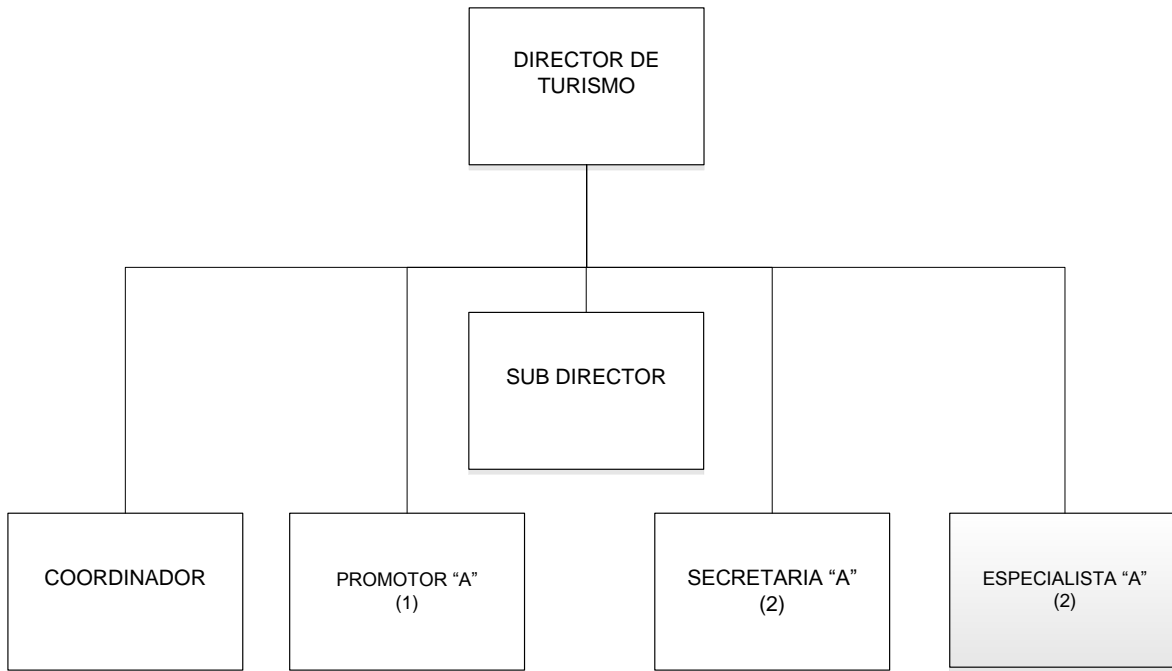 DIRECTOR DE
TURISMO
SUB DIRECTOR
COORDINADOR
PROMOTOR “A”
(1)
SECRETARIA “A”
(2)
ESPECIALISTA “A”
(2)